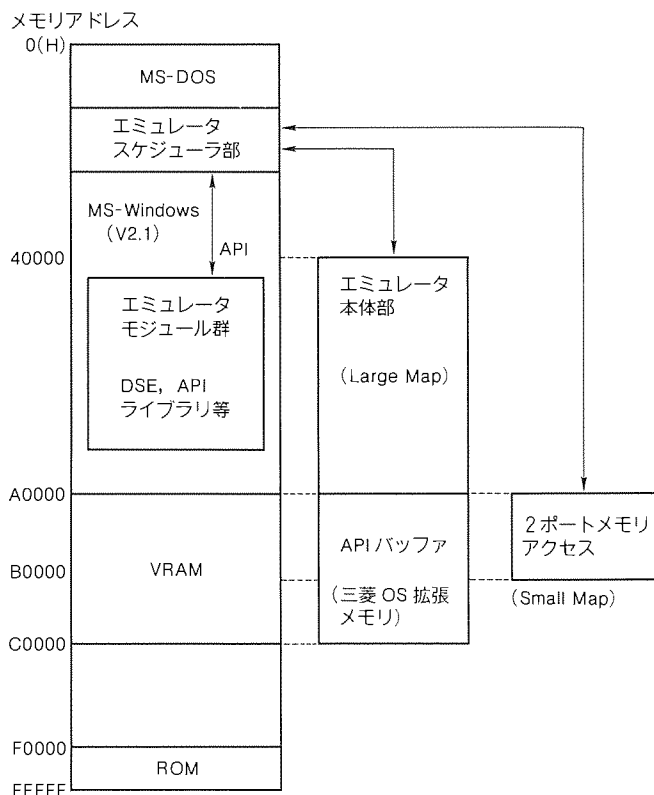 メモリアドレス
0(H)
MS-DOS
エミュレータ
スケジューラ部
MS-Windows
(V2.1)
API
40000
エミュレータ
モジュール群
DSE, API
ライブラリ等
エミュレータ
本体部
(Large Map)
A0000
VRAM
APIバッファ
2ポートメモリ
アクセス
B0000
(三菱OS拡張
メモリ)
(Small Map)
C0000
F0000
ROM
FFFFF